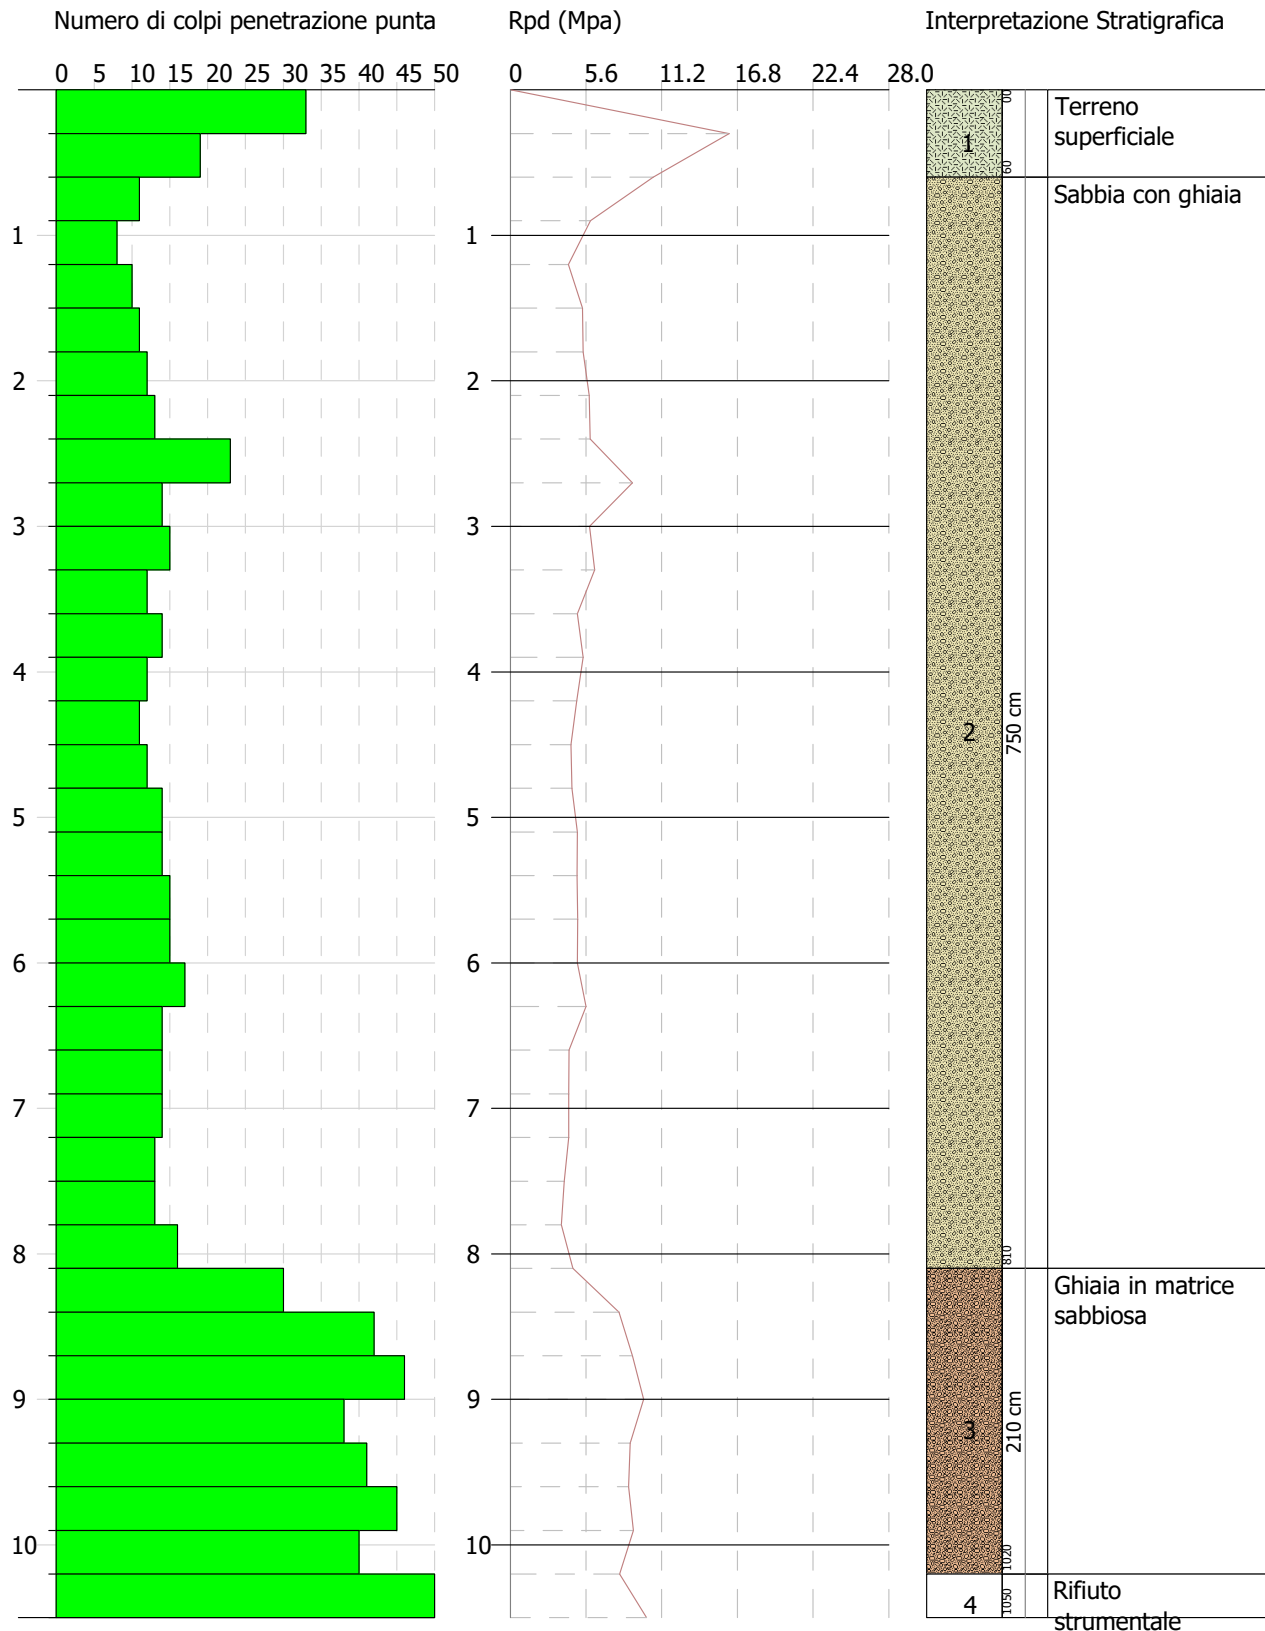 Numero di colpi penetrazione punta
Rpd (Mpa)
Interpretazione Stratigrafica
0 5 10 15 20 25 30 35 40 45 50
0 5.6 11.2 16.8 22.4 28.0
1
2
3
4
5
6
7
8
9
10
1
2
3
4
5
6
7
8
9
10
00
1
60
Terreno
superficiale
2
750 cm
810
Sabbia con ghiaia
3
210 cm
1020
Ghiaia in matrice
sabbiosa
4
1050
Rifiuto
strumentale